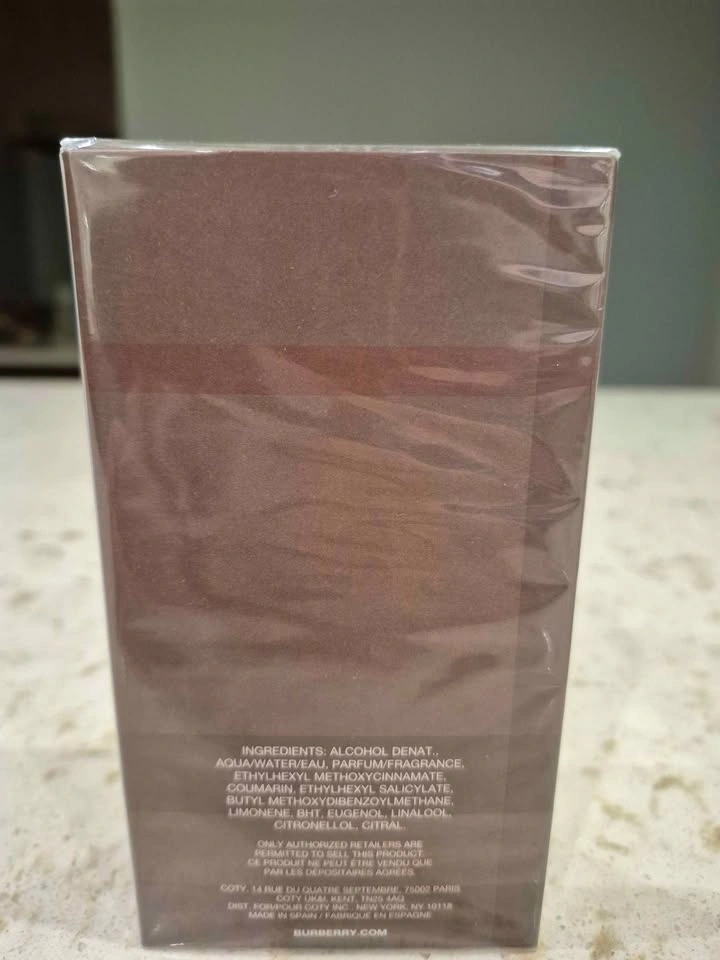 INGREDIENTS: ALCOHOL DENAT.,
AQUA/WATER/EAU, PARFUM/FRAGRANCE,
ETHYLHEXYL METHOXYCINNAMATE,
COUMARIN, ETHYLHEXYL SALICYLATE,
BUTYL METHOXYDIBENZOYLMETHANE,
LIMONENE, BHT, EUGENOL, LINALOOL,
CITRONELLOL, CITRAL.
ONLY AUTHORIZED RETAILERS ARE
PERMITTED TO SELL THIS PRODUCT.
CE PRODUIT NE PEUT ÊTRE VENDU QUE
PAR LES DÉPOSITAIRES AGRÉÉS.
COTY, 14 RUE DU QUATRE SEPTEMBRE, 75002 PARIS
COTY UK&I, KENT, TN25 4AQ
DIST. FOR/POUR COTY INC., NEW YORK, NY 10118
MADE IN SPAIN / FABRIQUÉ EN ESPAGNE
BURBERRY.COM